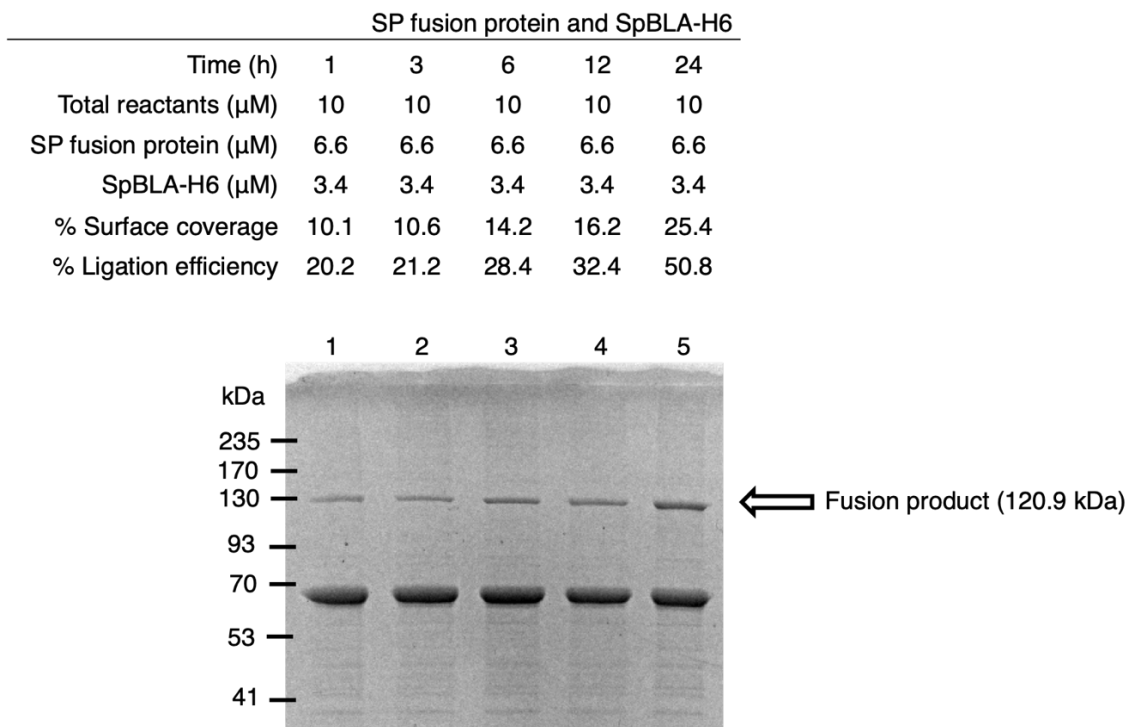 SP fusion protein and SpBLA-H6
Time (h) 1 3 6 12 24
Total reactants (µM) 10 10 10 10 10
SP fusion protein (µM) 6.6 6.6 6.6 6.6 6.6
SpBLA-H6 (µM) 3.4 3.4 3.4 3.4 3.4
% Surface coverage 10.1 10.6 14.2 16.2 25.4
% Ligation efficiency 20.2 21.2 28.4 32.4 50.8
1 2 3 4 5
kDa
235
170
130
Fusion product (120.9 kDa)
93
70
53
41